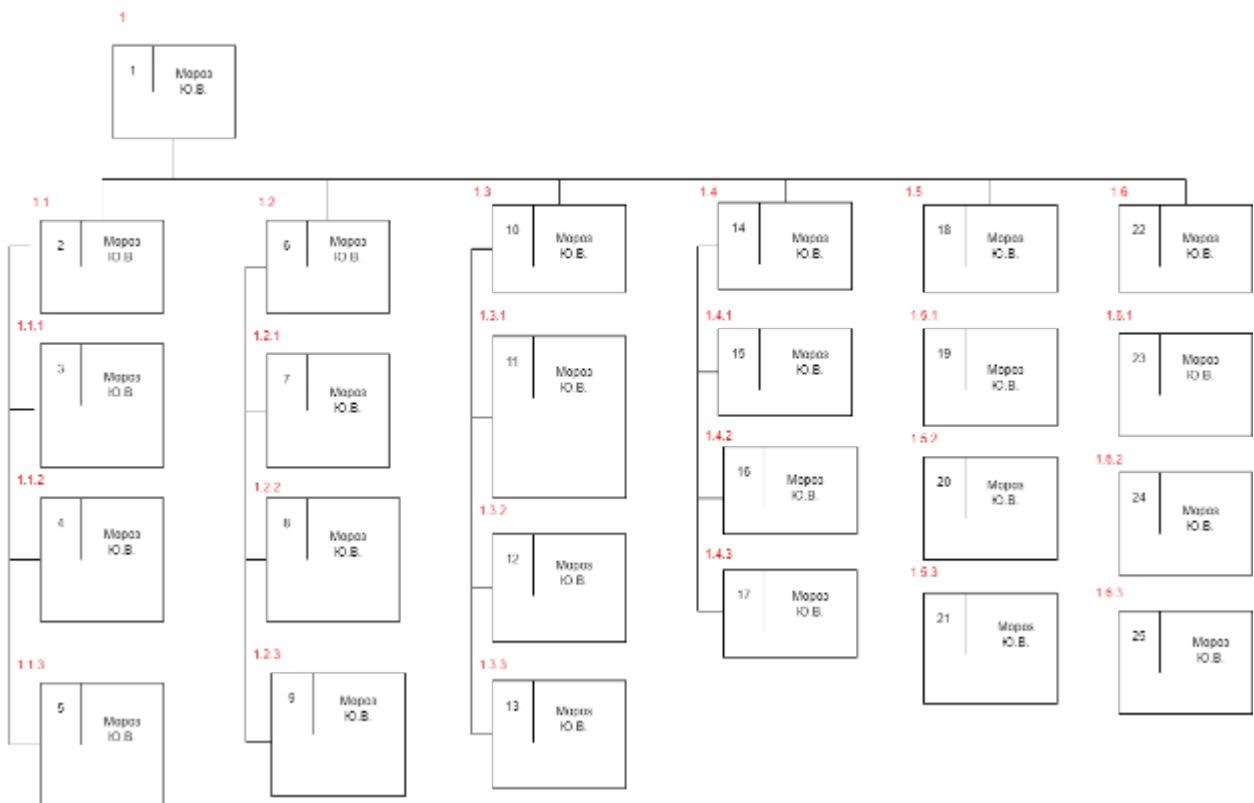 1
1
Мороз
Ю.В.
1.1
2
Мороз
Ю.В.
1.1.1
3
Мороз
Ю.В.
1.1.2
4
Мороз
Ю.В.
1.1.3
5
Мороз
Ю.В.
1.2
6
Мороз
Ю.В.
1.2.1
7
Мороз
Ю.В.
1.2.2
8
Мороз
Ю.В.
1.2.3
9
Мороз
Ю.В.
1.3
10
Мороз
Ю.В.
1.3.1
11
Мороз
Ю.В.
1.3.2
12
Мороз
Ю.В.
1.3.3
13
Мороз
Ю.В.
1.4
14
Мороз
Ю.В.
1.4.1
15
Мороз
Ю.В.
1.4.2
16
Мороз
Ю.В.
1.4.3
17
Мороз
Ю.В.
1.5
18
Мороз
Ю.В.
1.5.1
19
Мороз
Ю.В.
1.5.2
20
Мороз
Ю.В.
1.5.3
21
Мороз
Ю.В.
1.6
22
Мороз
Ю.В.
1.6.1
23
Мороз
Ю.В.
1.6.2
24
Мороз
Ю.В.
1.6.3
25
Мороз
Ю.В.